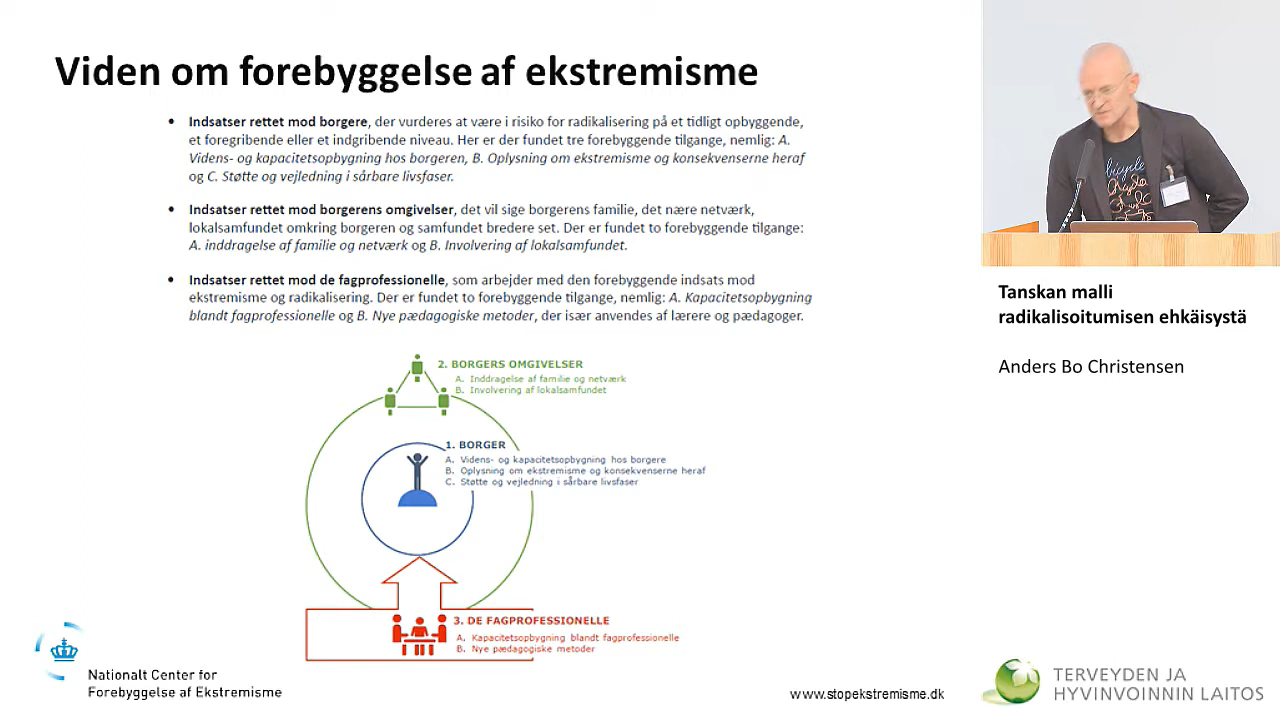 Viden om forebyggelse af ekstremisme
• Indsatser rettet mod borgere, der vurderes at være i risiko for radikalisering på et tidligt opbyggende,
et foregribende eller et indgribende niveau. Her er der fundet tre forebyggende tilgange, nemlig: A.
Videns- og kapacitetsopbygning hos borgeren, B. Oplysning om ekstremisme og konsekvenserne heraf
og C. Støtte og vejledning i sårbare livsfaser.
• Indsatser rettet mod borgerens omgivelser, det vil sige borgerens familie, det nære netværk,
lokalsamfundet omkring borgeren og samfundet bredere set. Der er fundet to forebyggende tilgange:
A. inddragelse af familie og netværk og B. Involvering af lokalsamfundet.
• Indsatser rettet mod de fagprofessionelle, som arbejder med den forebyggende indsats mod
ekstremisme og radikalisering. Der er fundet to forebyggende tilgange, nemlig: A. Kapacitetsopbygning
blandt fagprofessionelle og B. Nye pædagogiske metoder, der især anvendes af lærere og pædagoger.
2. BORGERS OMGIVELSER
A. Inddragelse af familie og netværk
B. Involvering af lokalsamfundet
1. BORGER
A. Videns- og kapacitetsopbygning hos borgere
B. Oplysning om ekstremisme og konsekvenserne heraf
C. Støtte og vejledning i sårbare livsfaser
3. DE FAGPROFESSIONELLE
A. Kapacitetsopbygning blandt fagprofessionelle
B. Nye pædagogiske metoder
Nationalt Center for
Forebyggelse af Ekstremisme
www.stopekstremisme.dk
bicycle
Tanskan malli
radikalisoitumisen ehkäisystä
Anders Bo Christensen
TERVEYDEN JA
HYVINVOINNIN LAITOS